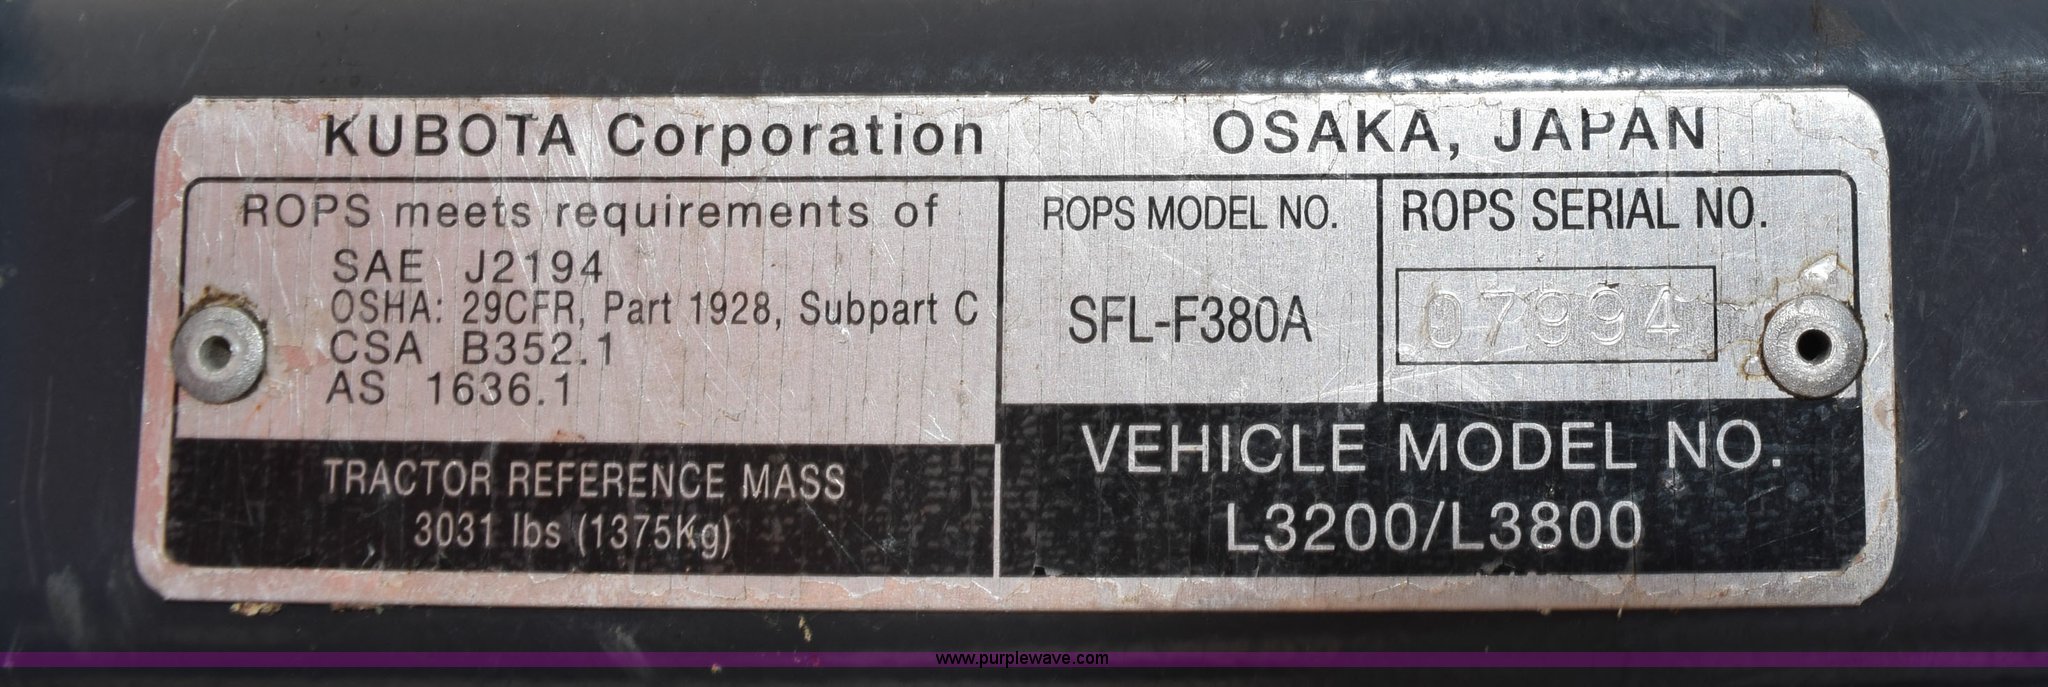 KUBOTA Corporation OSAKA, JAPAN
ROPS meets requirements of
SAE J2194
OSHA: 29CFR, Part 1928, Subpart C
CSA B352.1
AS 1636.1
TRACTOR REFERENCE MASS
3031 lbs (1375Kg)
ROPS MODEL NO.
SFL-F380A
ROPS SERIAL NO.
07994
VEHICLE MODEL NO.
L3200/L3800
www.purplewave.com